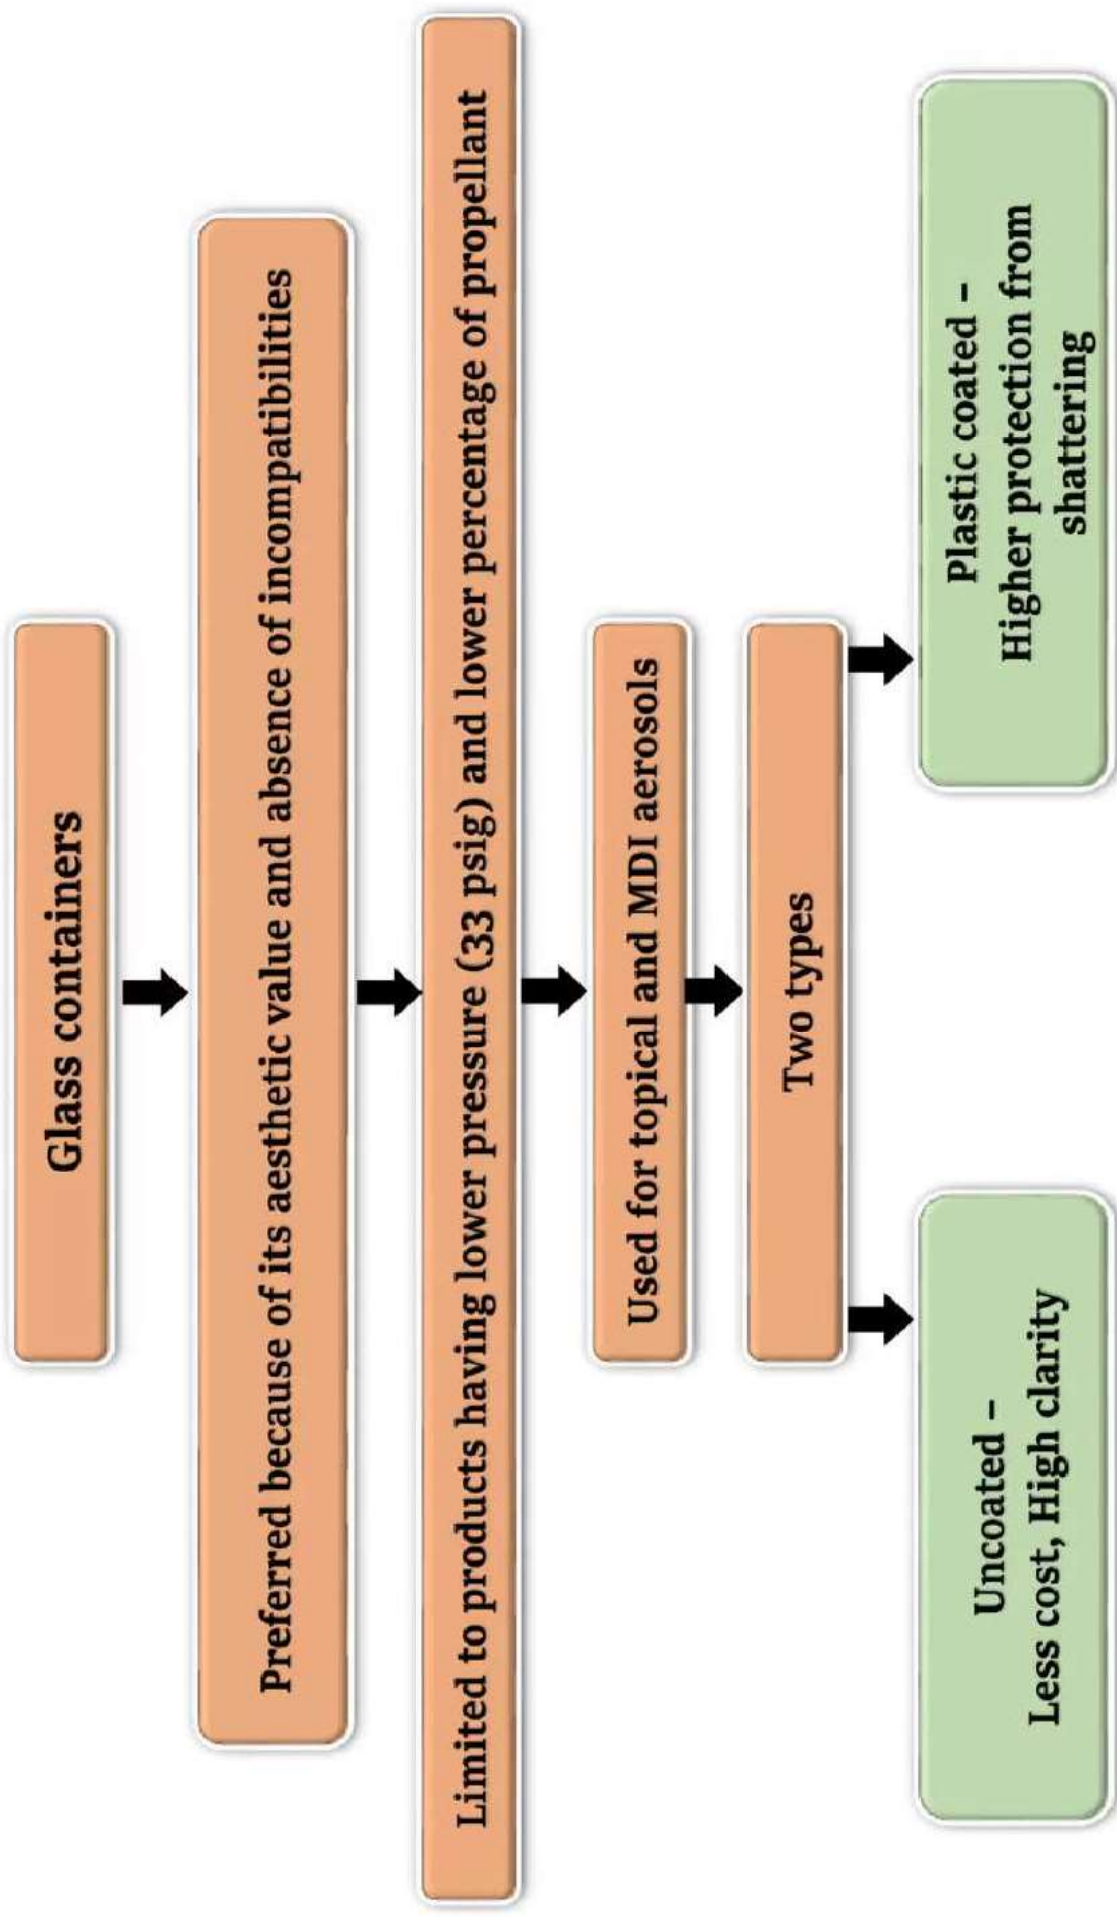 Glass containers
Preferred because of its aesthetic value and absence of incompatibilities
Limited to products having lower pressure (33 psig) and lower percentage of propellant
Used for topical and MDI aerosols
Two types
Uncoated –
Less cost, High clarity
Plastic coated –
Higher protection from
shattering